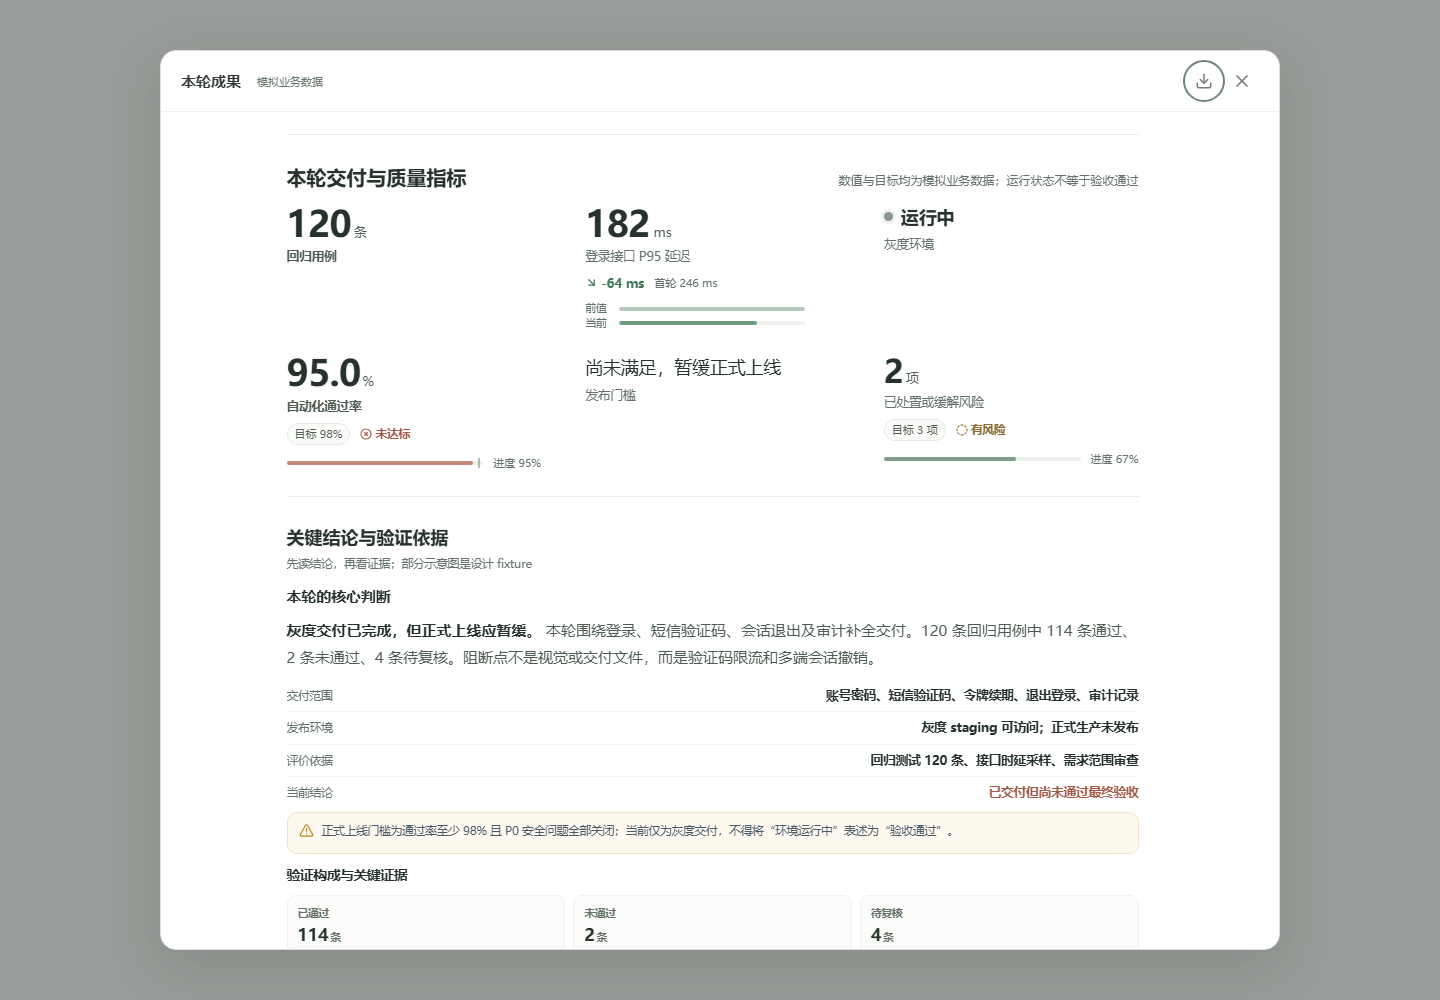 本轮成果 模拟业务数据
本轮交付与质量指标
数值与目标均为模拟业务数据；运行状态不等于验收通过
120 条
回归用例
182 ms
登录接口 P95 延迟
-64 ms 首轮 246 ms
前值
当前
运行中
灰度环境
95.0 %
自动化通过率
目标 98% 未达标
进度 95%
尚未满足，暂缓正式上线
发布门槛
2 项
已处置或缓解风险
目标 3 项 有风险
进度 67%
关键结论与验证依据
先读结论，再看证据；部分示意图是设计 fixture
本轮的核心判断
灰度交付已完成，但正式上线应暂缓。 本轮围绕登录、短信验证码、会话退出及审计补全交付。120 条回归用例中 114 条通过、
2 条未通过、4 条待复核。阻断点不是视觉或交付文件，而是验证码限流和多端会话撤销。
交付范围 账号密码、短信验证码、令牌续期、退出登录、审计记录
发布环境 灰度 staging 可访问；正式生产未发布
评价依据 回归测试 120 条、接口时延采样、需求范围审查
当前结论 已交付但尚未通过最终验收
正式上线门槛为通过率至少 98% 且 P0 安全问题全部关闭；当前仅为灰度交付，不得将“环境运行中”表述为“验收通过”。
验证构成与关键证据
已通过
114 条
未通过
2 条
待复核
4 条